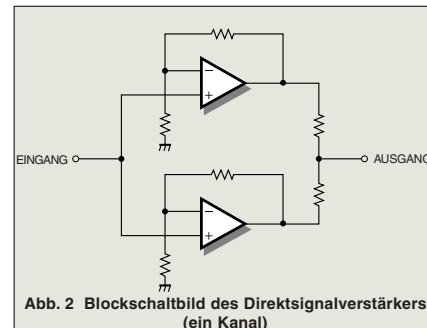 −
+
EINGANG
AUSGANG
−
+
Abb. 2 Blockschaltbild des Direktsignalverstärkers
(ein Kanal)